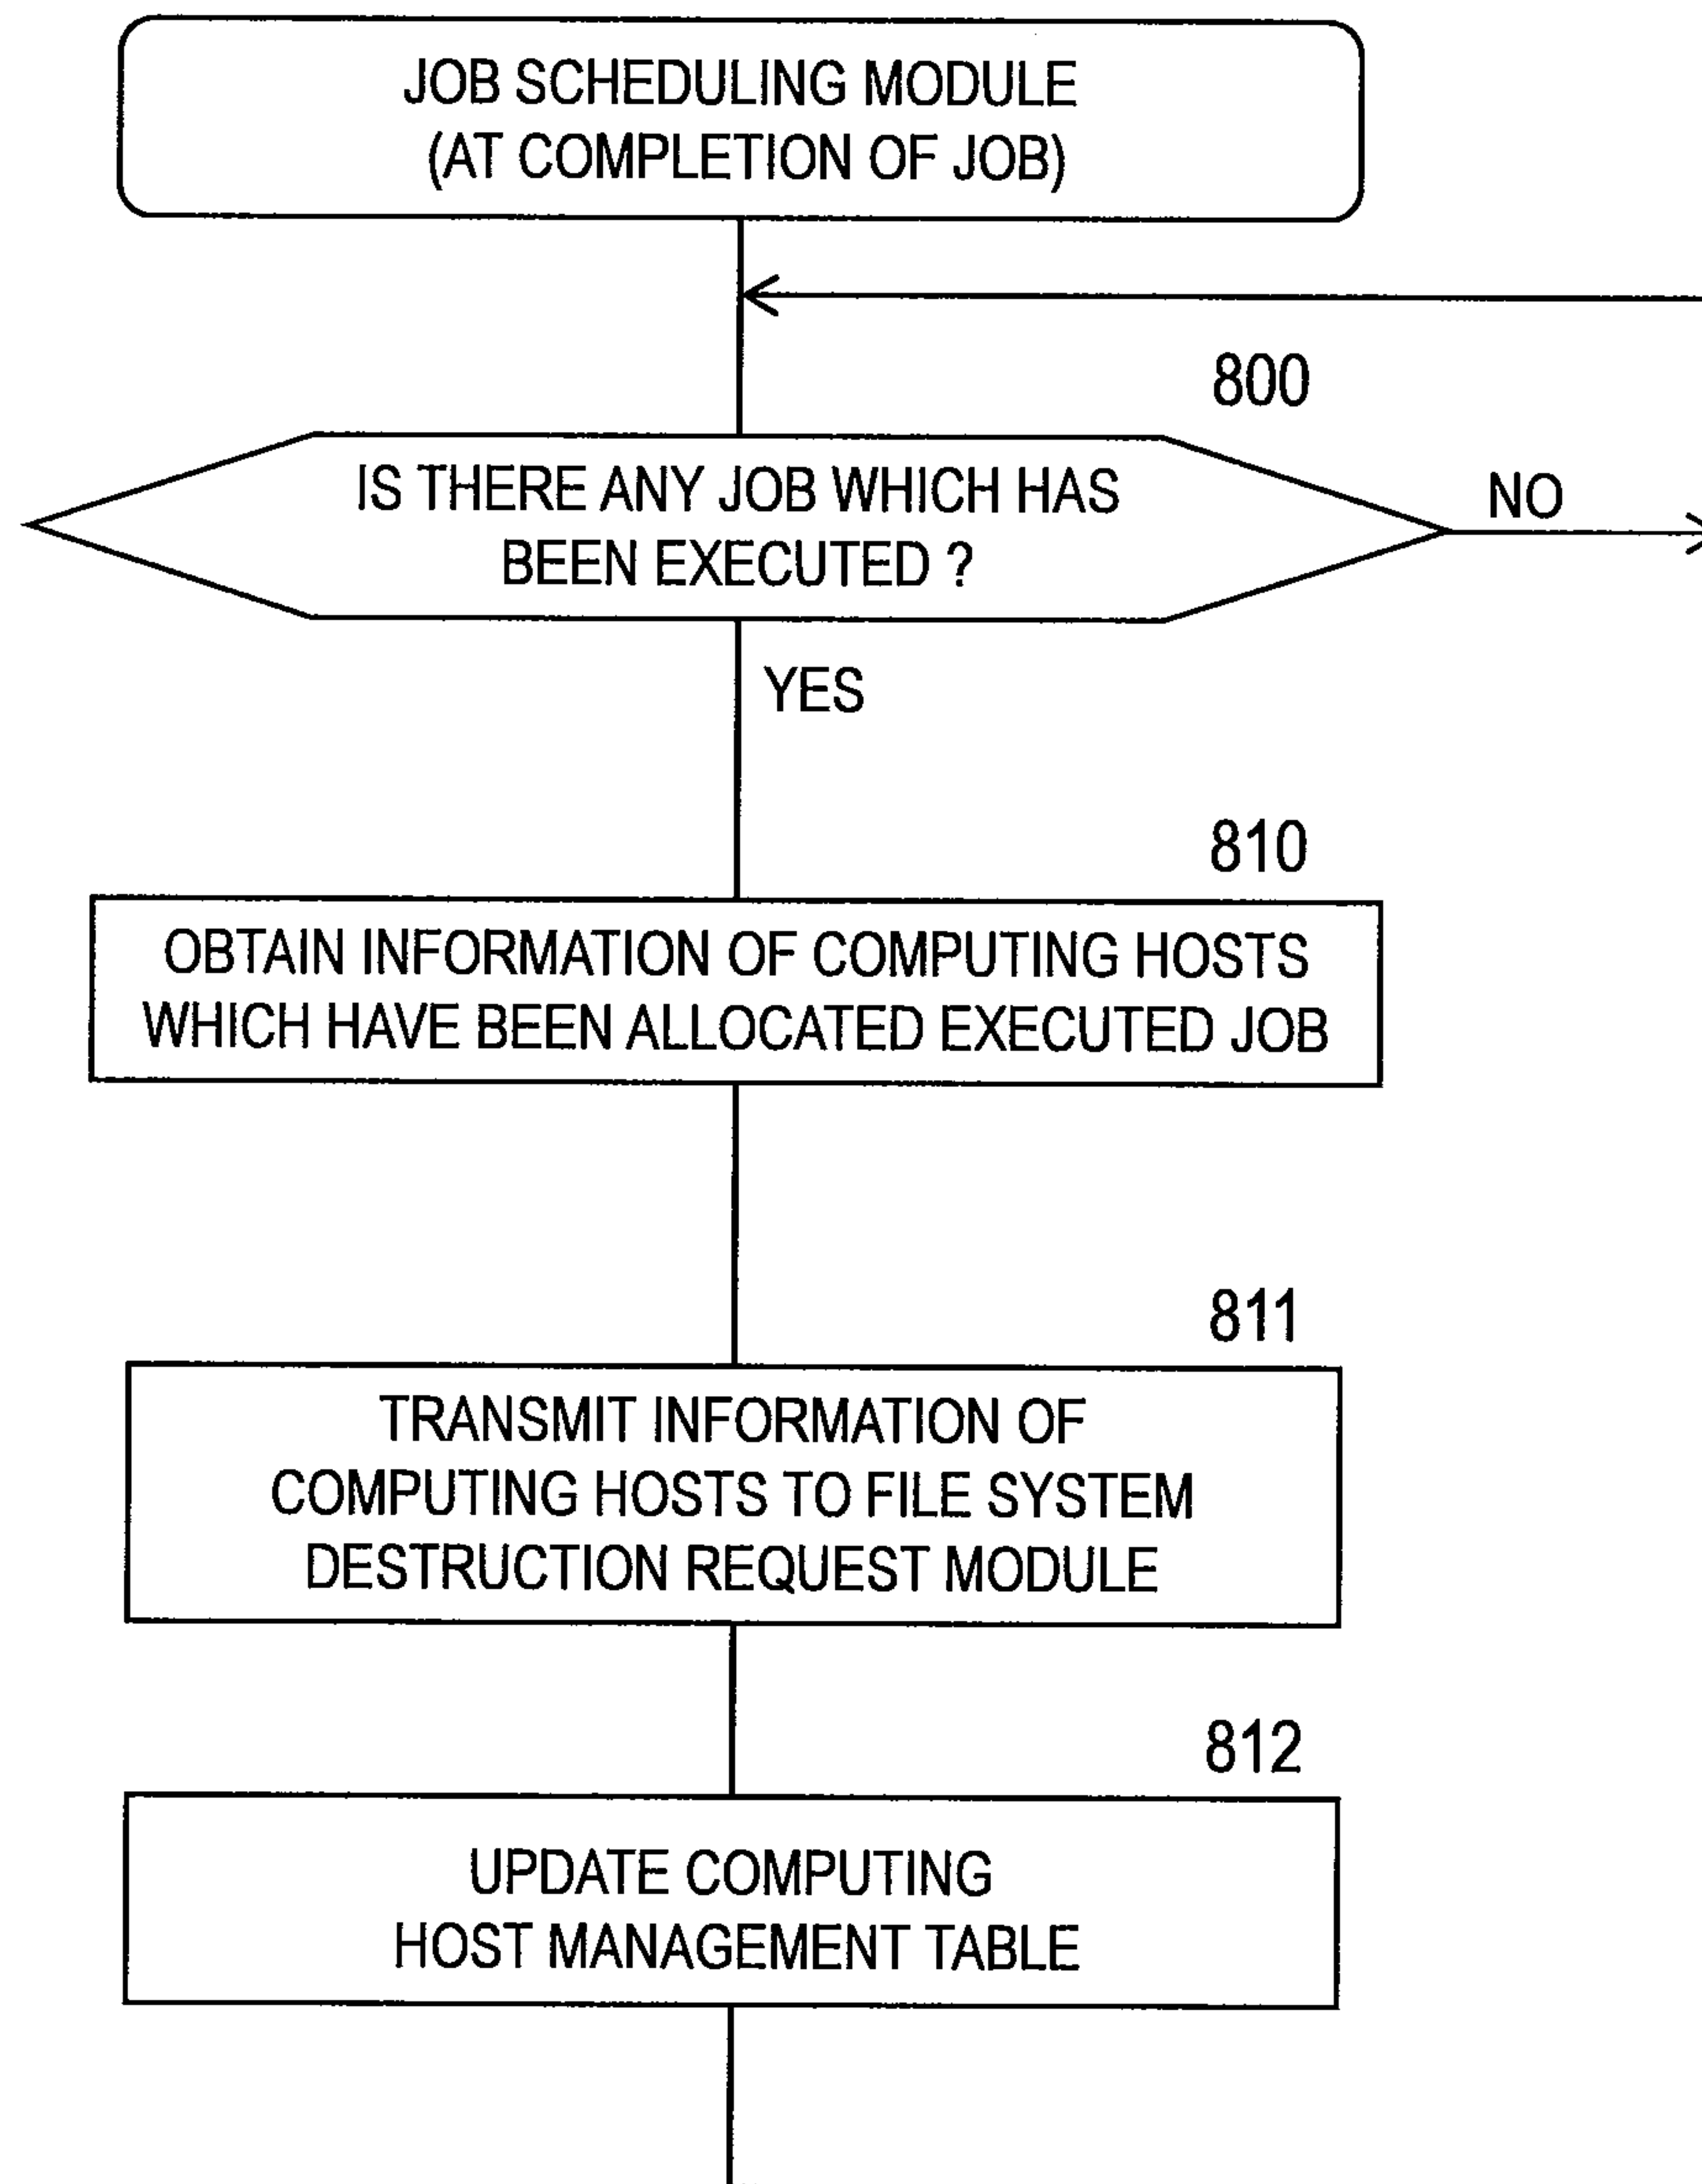 JOB SCHEDULING MODULE
(AT COMPLETION OF JOB)
800
IS THERE ANY JOB WHICH HAS
BEEN EXECUTED ?
NO
YES
810
OBTAIN INFORMATION OF COMPUTING HOSTS
WHICH HAVE BEEN ALLOCATED EXECUTED JOB
811
TRANSMIT INFORMATION OF
COMPUTING HOSTS TO FILE SYSTEM
DESTRUCTION REQUEST MODULE
812
UPDATE COMPUTING
HOST MANAGEMENT TABLE